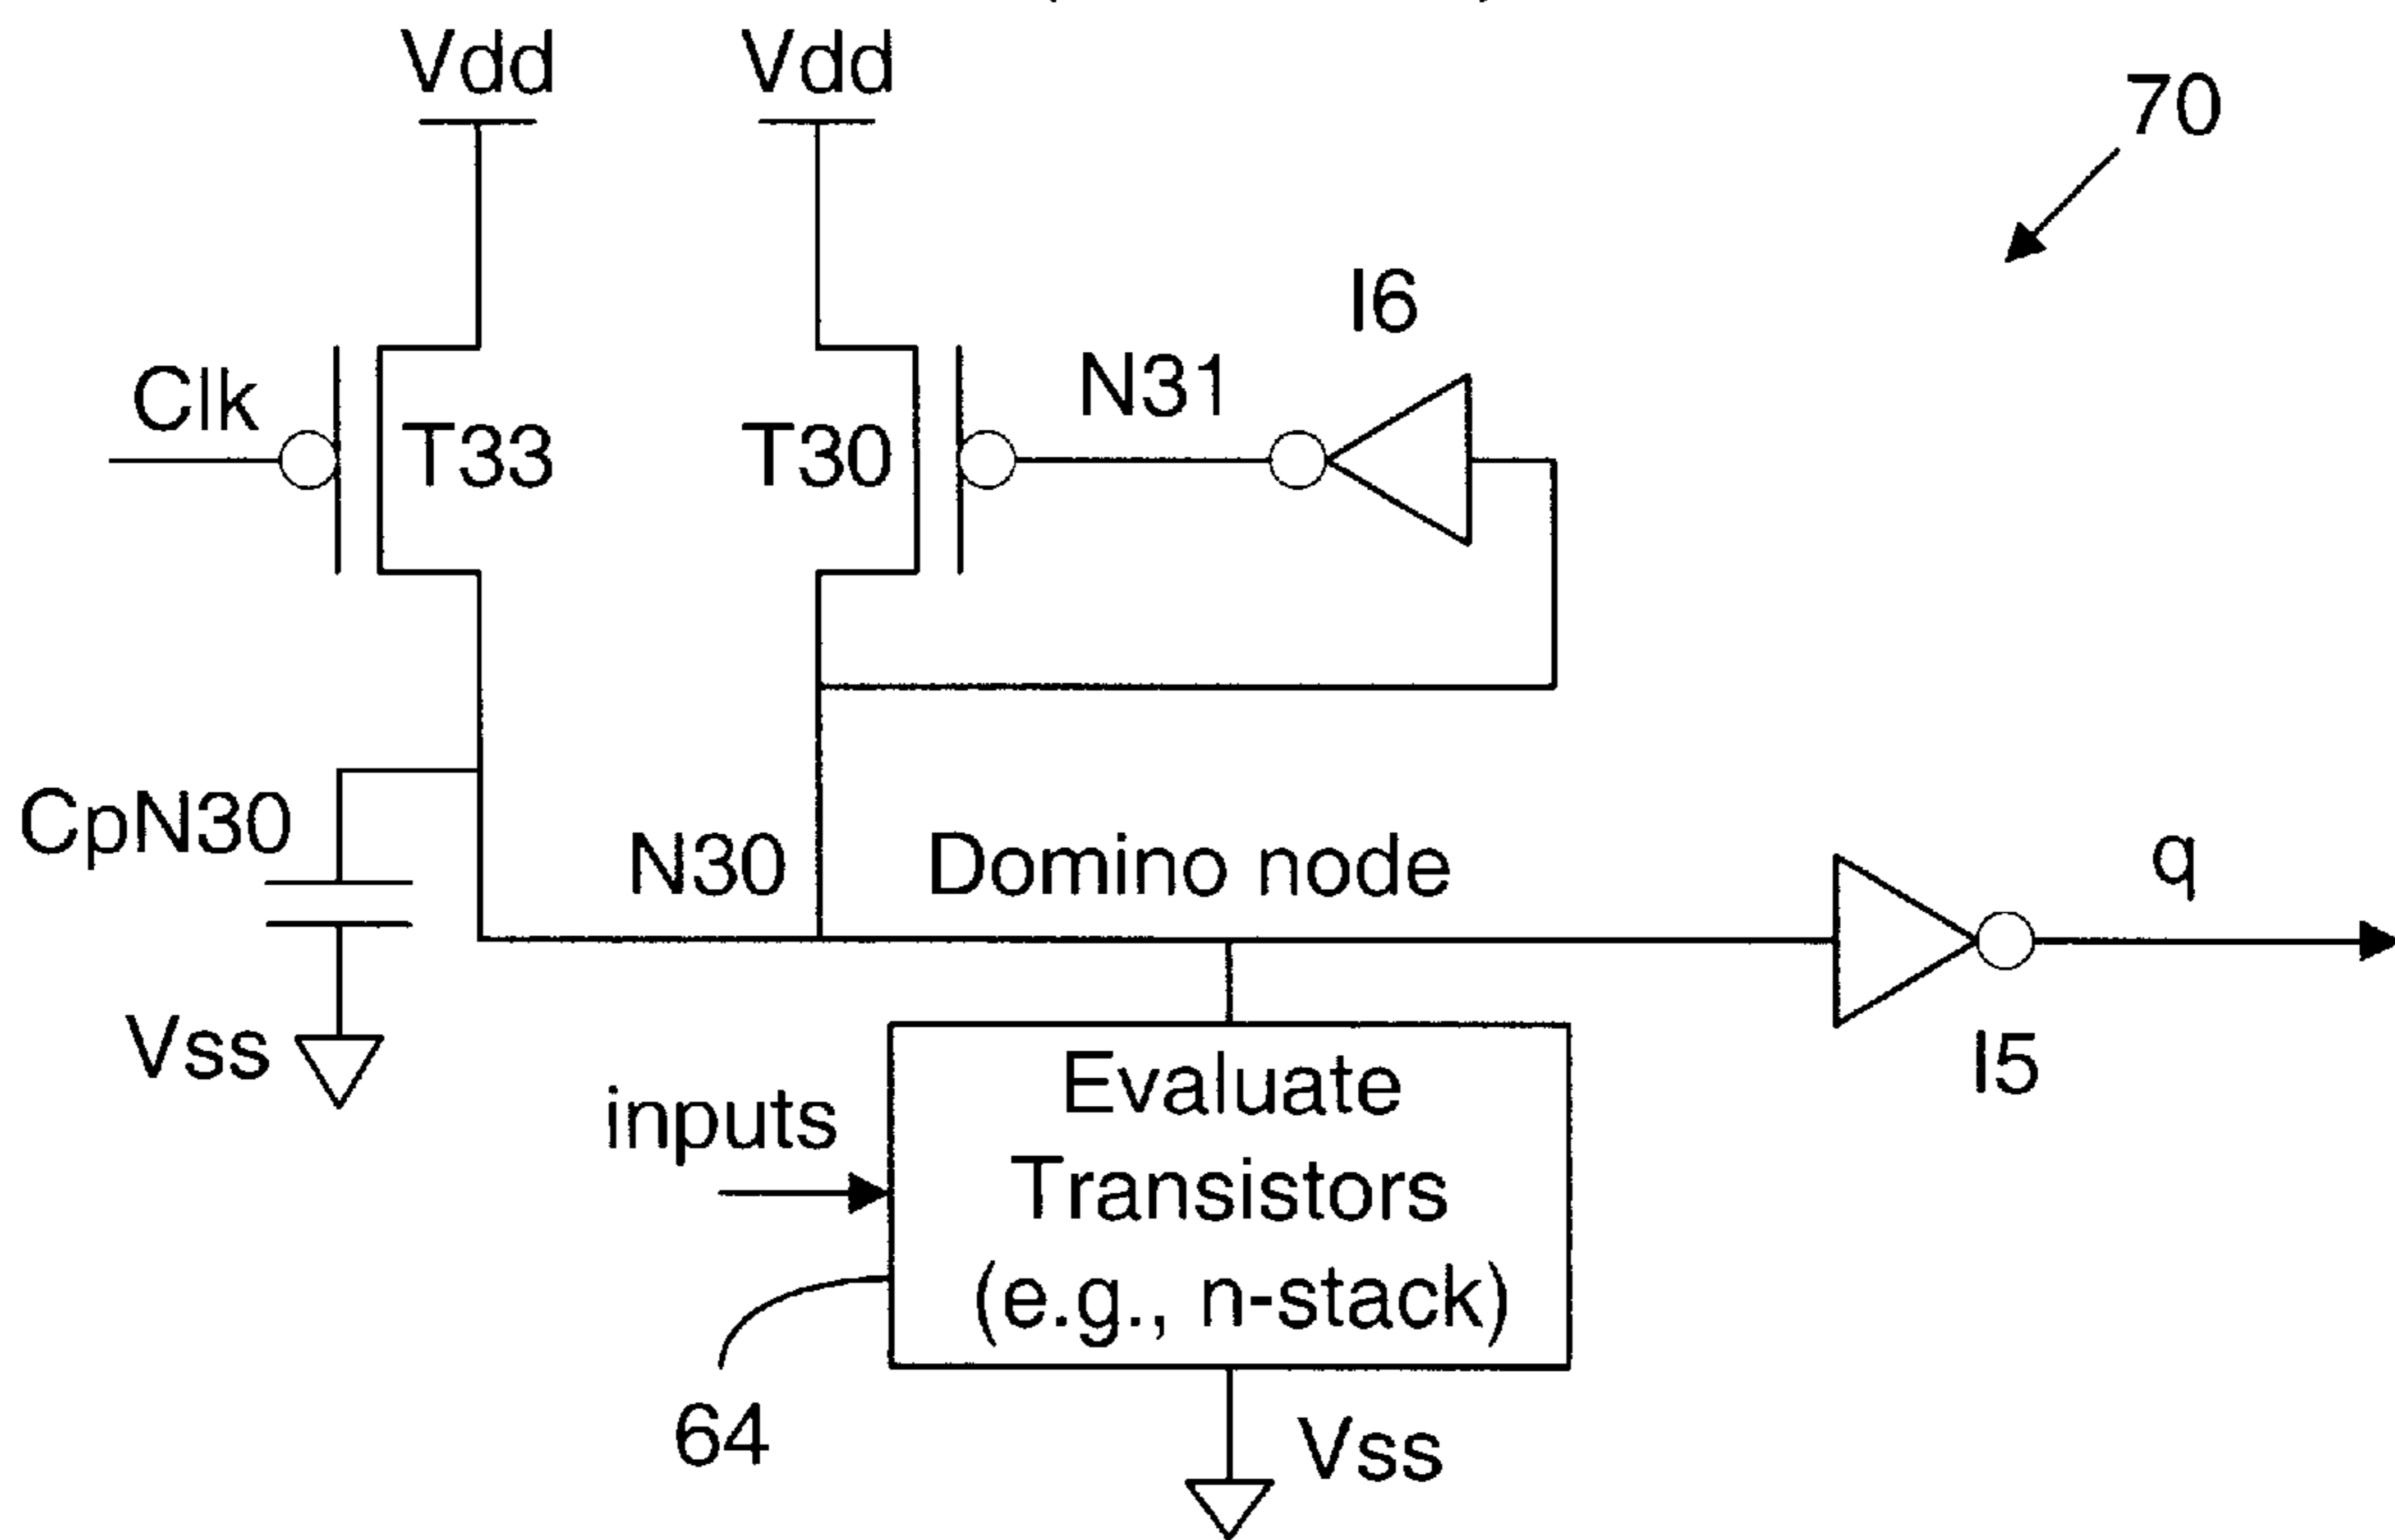 Vdd
Vdd
70
I6
Clk
N31
T33
T30
CpN30
N30
Domino node
q
Vss
I5
inputs
Evaluate
Transistors
(e.g., n-stack)
64
Vss